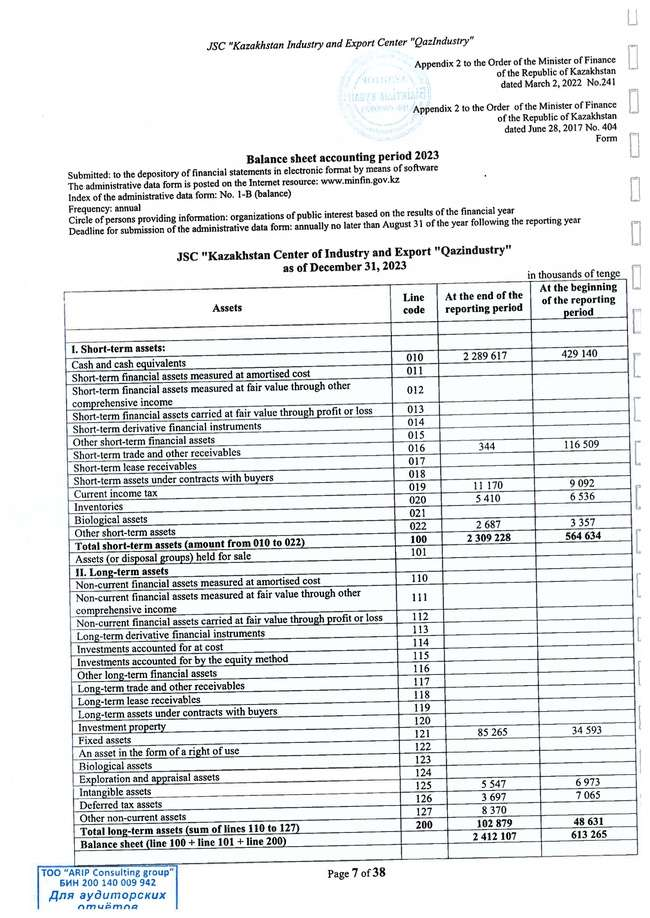 JSC "Kazakhstan Industry and Export Center "QazIndustry"
Appendix 2 to the Order of the Minister of Finance
of the Republic of Kazakhstan
dated March 2, 2022 No.241
Appendix 2 to the Order of the Minister of Finance
of the Republic of Kazakhstan
dated June 28, 2017 No. 404
Form
Balance sheet accounting period 2023
Submitted: to the depository of financial statements in electronic format by means of software
The administrative data form is posted on the Internet resource: www.minfin.gov.kz
Index of the administrative data form: No. 1-B (balance)
Frequency: annual
Circle of persons providing information: organizations of public interest based on the results of the financial year
Deadline for submission of the administrative data form: annually no later than August 31 of the year following the reporting year
JSC "Kazakhstan Center of Industry and Export "Qazindustry"
as of December 31, 2023
in thousands of tenge
Assets Line code At the end of the reporting period At the beginning of the reporting period
I. Short-term assets:
Cash and cash equivalents 010 2 289 617 429 140
Short-term financial assets measured at amortised cost 011
Short-term financial assets measured at fair value through other
comprehensive income 012
Short-term financial assets carried at fair value through profit or loss 013
Short-term derivative financial instruments 014
Other short-term financial assets 015
Short-term trade and other receivables 016 344 116 509
Short-term lease receivables 017
Short-term assets under contracts with buyers 018
Current income tax 019 11 170 9 092
Inventories 020 5 410 6 536
Biological assets 021
Other short-term assets 022 2 687 3 357
Total short-term assets (amount from 010 to 022) 100 2 309 228 564 634
Assets (or disposal groups) held for sale 101
II. Long-term assets
Non-current financial assets measured at amortised cost 110
Non-current financial assets measured at fair value through other
comprehensive income 111
Non-current financial assets carried at fair value through profit or loss 112
Long-term derivative financial instruments 113
Investments accounted for at cost 114
Investments accounted for by the equity method 115
Other long-term financial assets 116
Long-term trade and other receivables 117
Long-term lease receivables 118
Long-term assets under contracts with buyers 119
Investment property 120
Fixed assets 121 85 265 34 593
An asset in the form of a right of use 122
Biological assets 123
Exploration and appraisal assets 124
Intangible assets 125 5 547 6 973
Deferred tax assets 126 3 697 7 065
Other non-current assets 127 8 370
Total long-term assets (sum of lines 110 to 127) 200 102 879 48 631
Balance sheet (line 100 + line 101 + line 200) 2 412 107 613 265
Page 7 of 38
ТОО "ARIP Consulting group"
БИН 200 140 009 942
Для аудиторских
отчётов